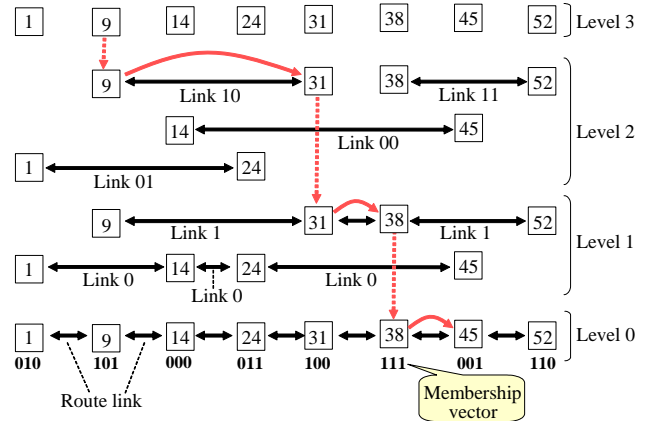 1 9 14 24 31 38 45 52 Level 3
9 31 38 52
Link 10 Link 11
14 45 Level 2
Link 00
1 24
Link 01
9 31 38 52
Link 1 Link 1 Level 1
1 14 24 45
Link 0 Link 0 Link 0
1 9 14 24 31 38 45 52 Level 0
010 101 000 011 100 111 001 110
Route link
Membership
vector